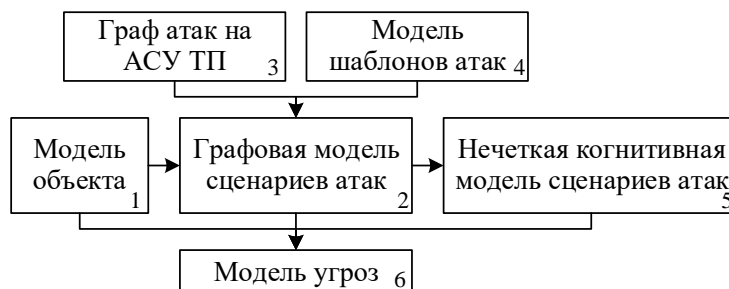 Граф атак на
АСУ ТП
3
Модель
шаблонов атак
4
Модель
объекта
1
Графовая модель
сценариев атак
2
Нечеткая когнитивная
модель сценариев атак
5
Модель угроз
6